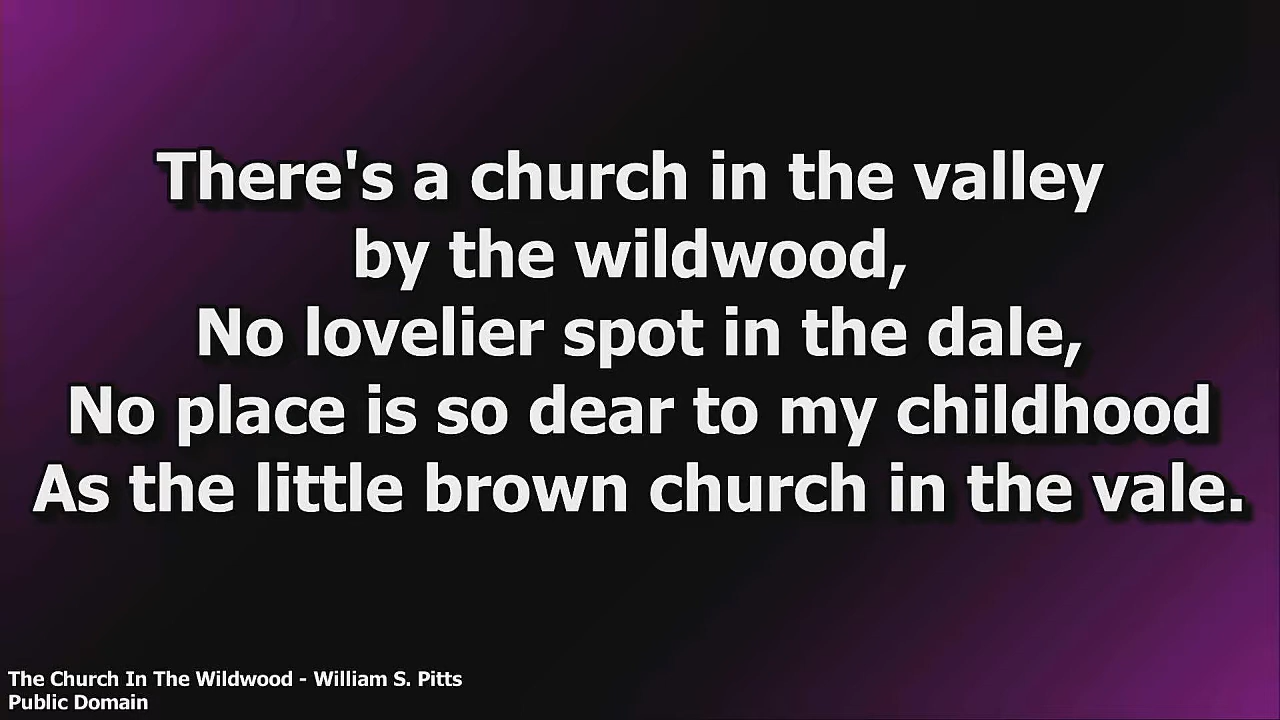 There's a church in the valley
by the wildwood,
No lovelier spot in the dale,
No place is so dear to my childhood
As the little brown church in the vale.
The Church In The Wildwood - William S. Pitts
Public Domain